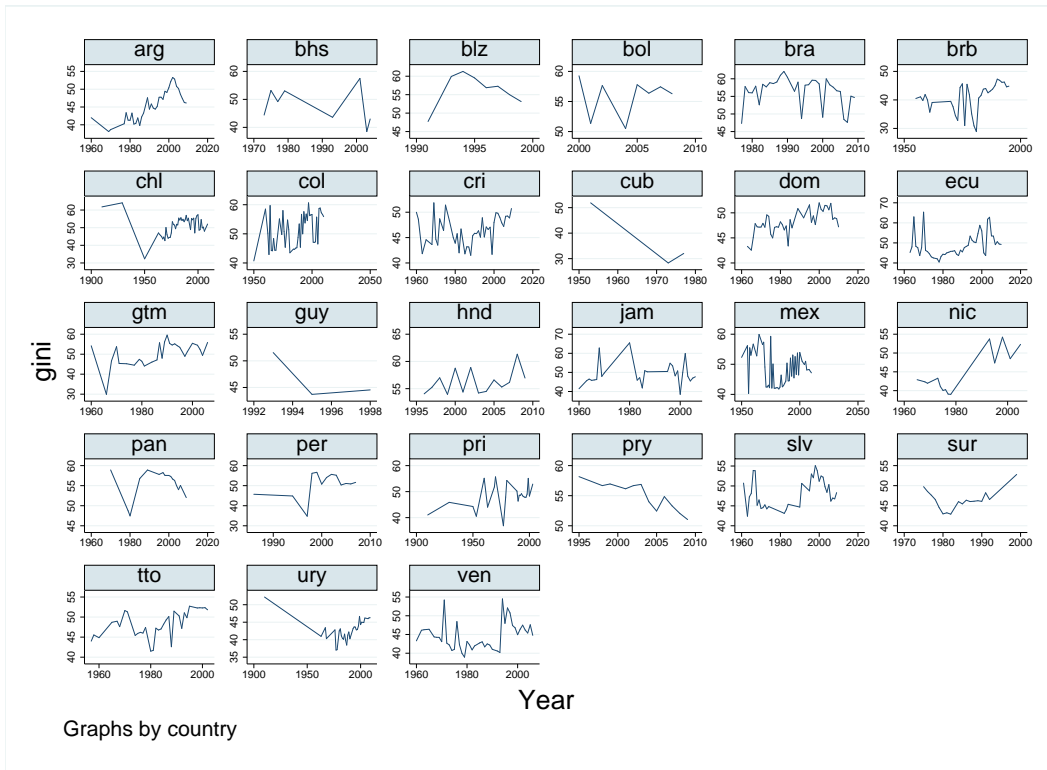 arg bhs blz bol bra brb
40 45 50 55 40 50 60 45 50 55 60 50 55 60 45 50 55 60 30 40 50
1960 1980 2000 2020 1970 1980 1990 2000 1990 1995 2000 2000 2005 2010 1980 1990 2000 2010 1950 2000
chl col cri cub dom ecu
30 40 50 60 40 50 60 40 45 50 30 40 50 40 45 50 40 50 60 70
1900 1950 2000 1950 2000 2050 1960 1980 2000 2020 1950 1960 1970 1980 1960 1980 2000 2020 1960 1980 2000 2020
gtm guy hnd jam mex nic
30 40 50 60 45 50 55 55 60 65 40 50 60 70 40 50 60 40 45 50 55
1960 1980 2000 1992 1994 1996 1998 1995 2000 2005 2010 1960 1980 2000 1950 2000 2050 1960 1980 2000
gini
pan per pri pry slv sur
45 50 55 60 30 40 50 60 40 50 60 50 55 60 40 45 50 55 40 45 50 55
1960 1980 2000 2020 1990 2000 2010 1900 1950 2000 1995 2000 2005 2010 1960 1980 2000 2020 1970 1980 1990 2000
tto ury ven
40 45 50 55 35 40 45 50 40 45 50 55
1960 1980 2000 1900 1950 2000 1960 1980 2000
Year
Graphs by country